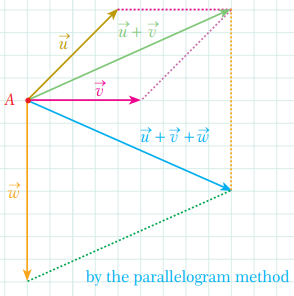 u⃗
u⃗ + v⃗
A
v⃗
u⃗ + v⃗ + w⃗
w⃗
by the parallelogram method